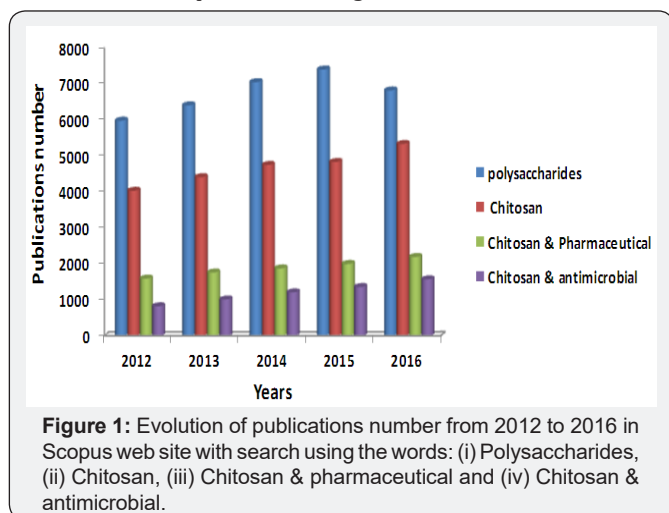 8000
7000
6000
5000
4000
3000
2000
1000
0
Publications number
2012 2013 2014 2015 2016
Years
polysaccharides
Chitosan
Chitosan & Pharmaceutical
Chitosan & antimicrobial
Figure 1: Evolution of publications number from 2012 to 2016 in
Scopus web site with search using the words: (i) Polysaccharides,
(ii) Chitosan, (iii) Chitosan & pharmaceutical and (iv) Chitosan &
antimicrobial.